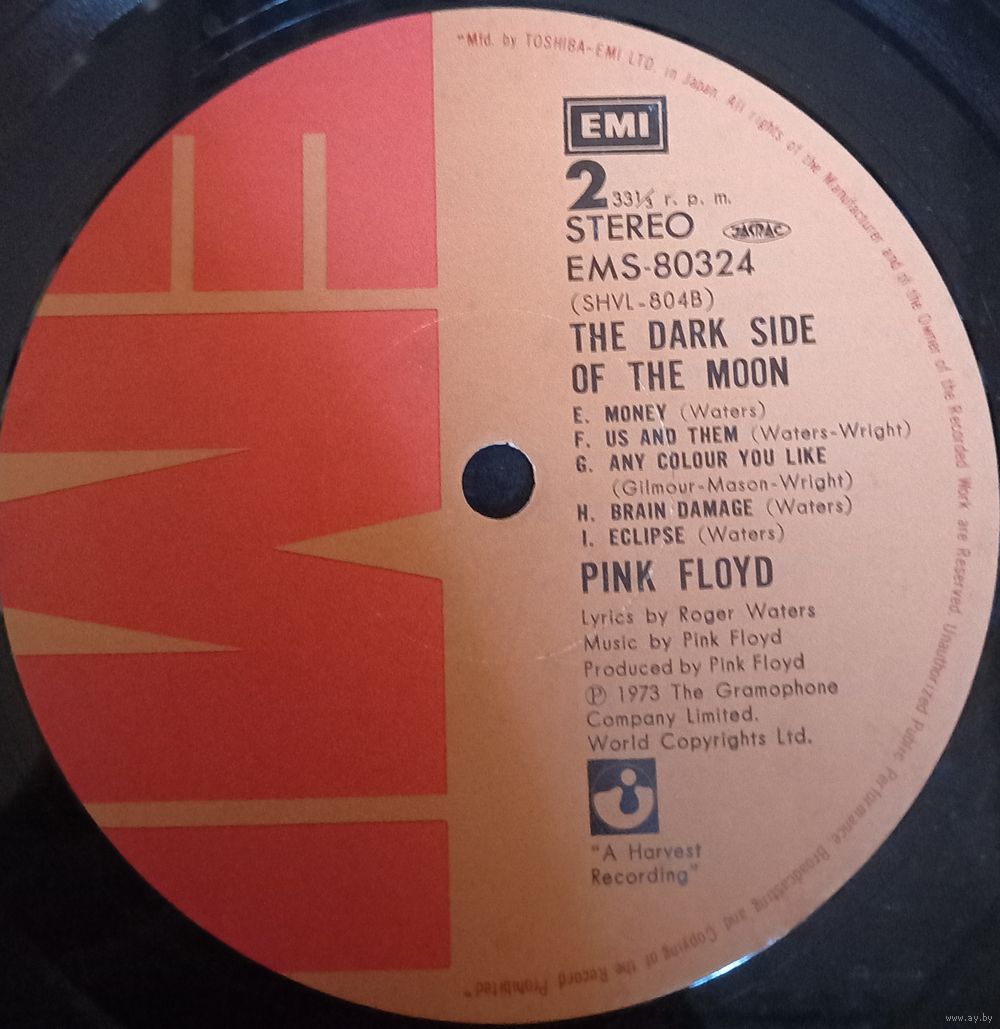 "Mfd. by TOSHIBA-EMI LTD. in Japan. All rights of the Manufacturer and of the Owner of the Recorded Work are Reserved. Unauthorized Public Performance, Broadcasting and Copying of the Record Prohibited"
EMI
2 33⅓ r. p. m.
STEREO JASRAC
EMS-80324
(SHVL-804B)
THE DARK SIDE
OF THE MOON
E. MONEY (Waters)
F. US AND THEM (Waters-Wright)
G. ANY COLOUR YOU LIKE
(Gilmour-Mason-Wright)
H. BRAIN DAMAGE (Waters)
I. ECLIPSE (Waters)
PINK FLOYD
Lyrics by Roger Waters
Music by Pink Floyd
Produced by Pink Floyd
℗ 1973 The Gramophone
Company Limited.
World Copyrights Ltd.
"A Harvest
Recording"
EMI
www.ay.by